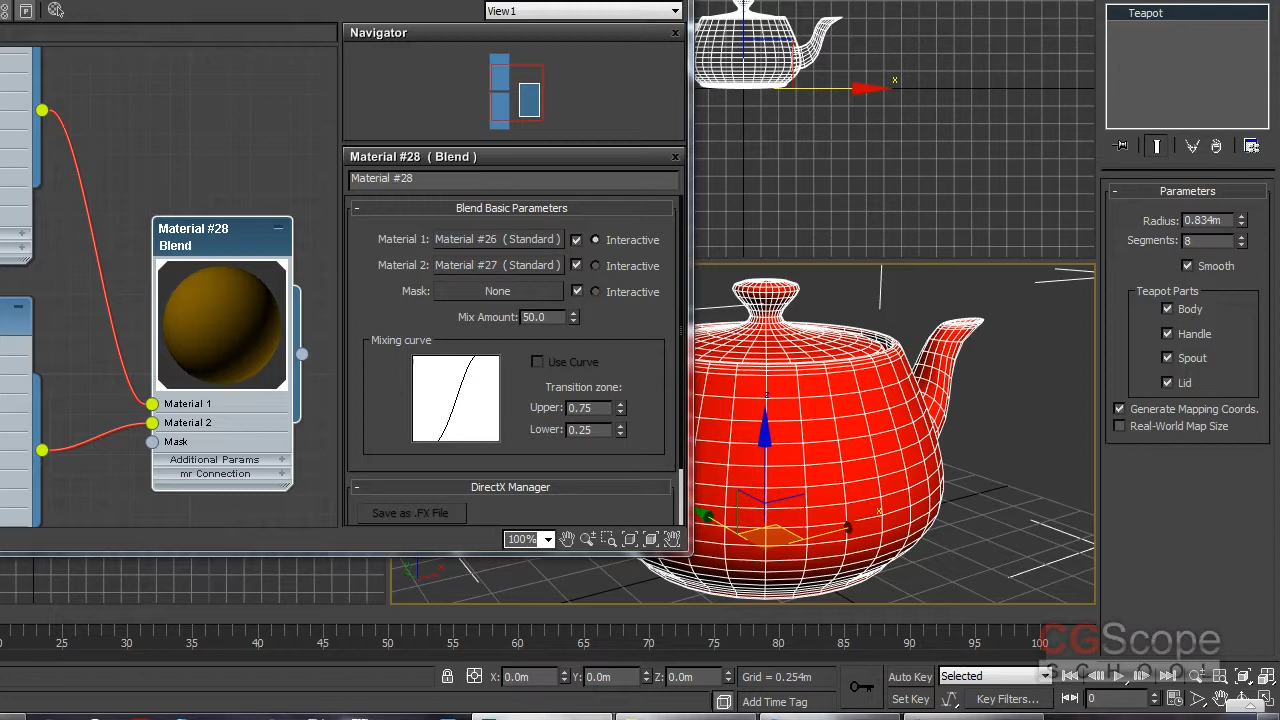 View1
Navigator
Material #28 ( Blend )
Material #28
Blend Basic Parameters
Material 1: Material #26 ( Standard ) Interactive
Material 2: Material #27 ( Standard ) Interactive
Mask: None Interactive
Mix Amount: 50.0
Mixing curve
Use Curve
Transition zone:
Upper: 0.75
Lower: 0.25
DirectX Manager
Save as .FX File
100%
Material #28
Blend
Material 1
Material 2
Mask
Additional Params
mr Connection
x
x
Teapot
Parameters
Radius: 0.834m
Segments: 8
Smooth
Teapot Parts
Body
Handle
Spout
Lid
Generate Mapping Coords.
Real-World Map Size
25 30 35 40 45 50 55 60 65 70 75 80 85 90 95 100
CGScope
SCHOOL
X: 0.0m Y: 0.0m Z: 0.0m Grid = 0.254m
Auto Key Selected
Add Time Tag
Set Key Key Filters... 0